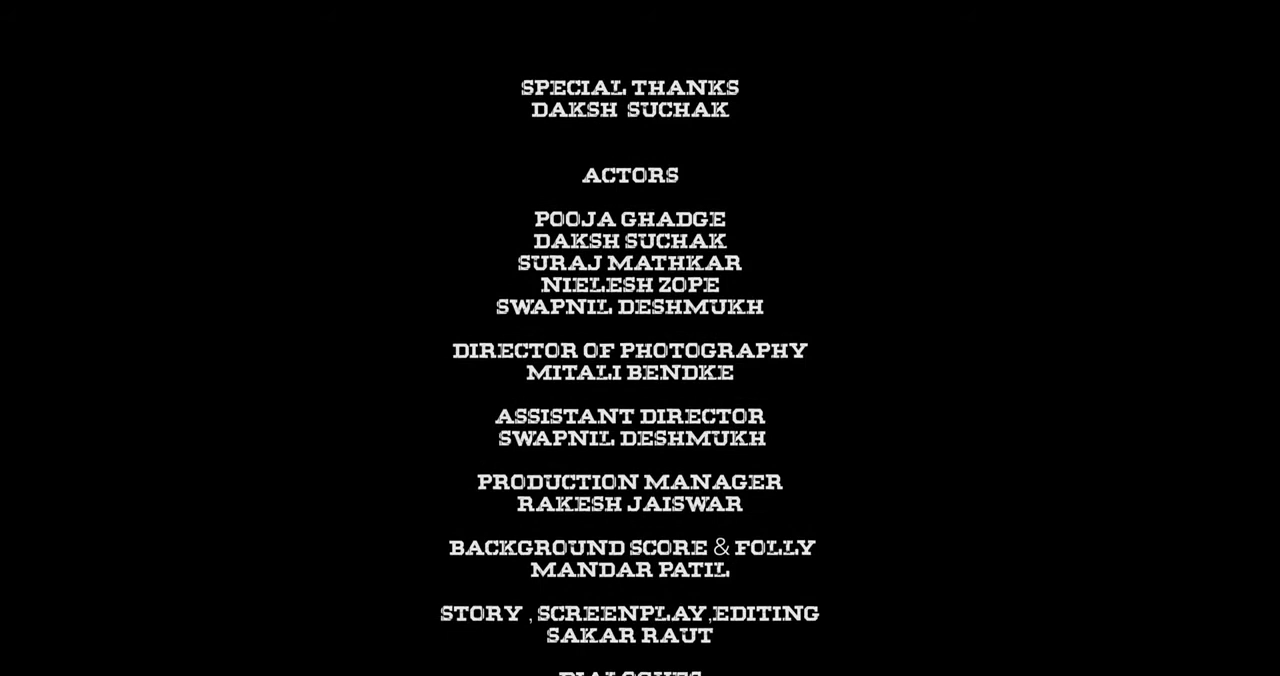 SPECIAL THANKS
DAKSH SUCHAK
ACTORS
POOJA GHADGE
DAKSH SUCHAK
SURAJ MATHKAR
NIELESH ZOPE
SWAPNIL DESHMUKH
DIRECTOR OF PHOTOGRAPHY
MITALI BENDKE
ASSISTANT DIRECTOR
SWAPNIL DESHMUKH
PRODUCTION MANAGER
RAKESH JAISWAR
BACKGROUND SCORE & FOLLY
MANDAR PATIL
STORY , SCREENPLAY,EDITING
SAKAR RAUT
DIALOGUES